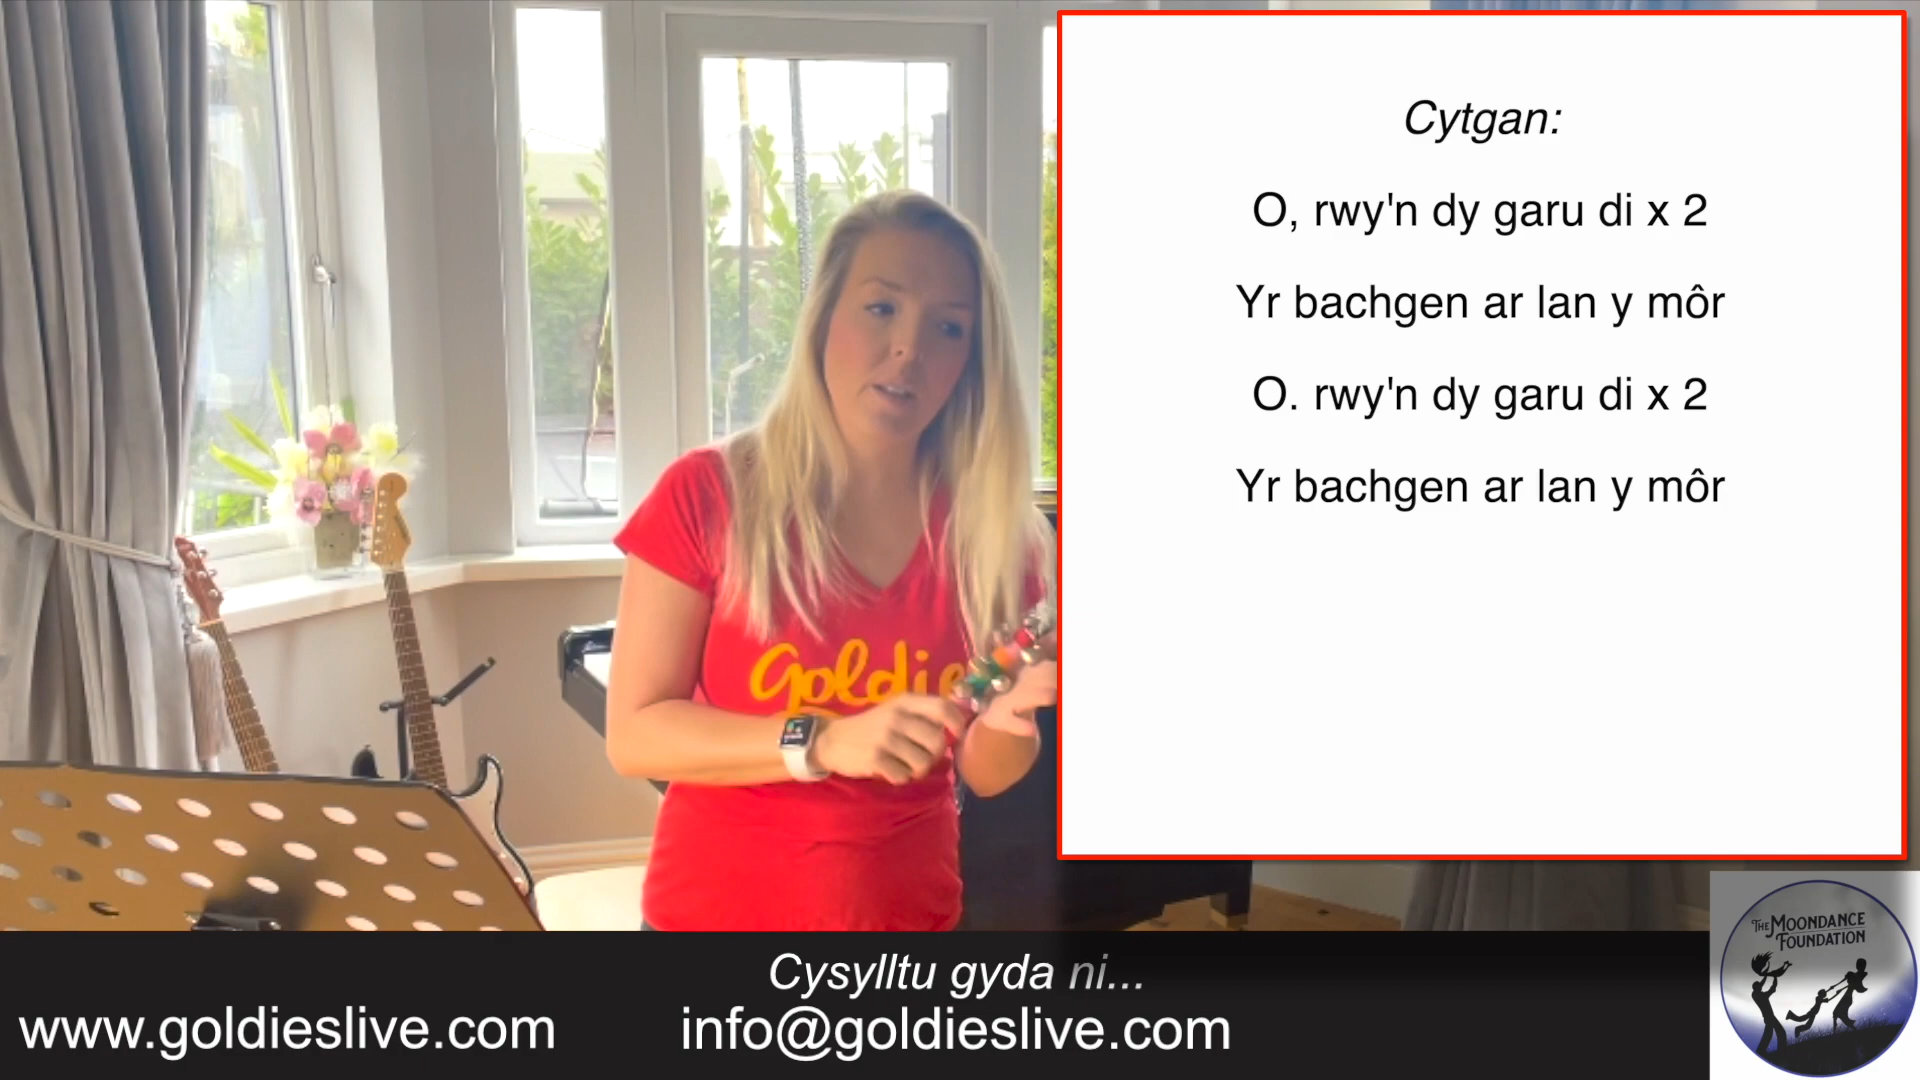 Cytgan:
O, rwy'n dy garu di x 2
Yr bachgen ar lan y môr
O. rwy'n dy garu di x 2
Yr bachgen ar lan y môr
Goldie
THE MOONDANCE
FOUNDATION
Cysylltu gyda ni...
www.goldieslive.com
info@goldieslive.com